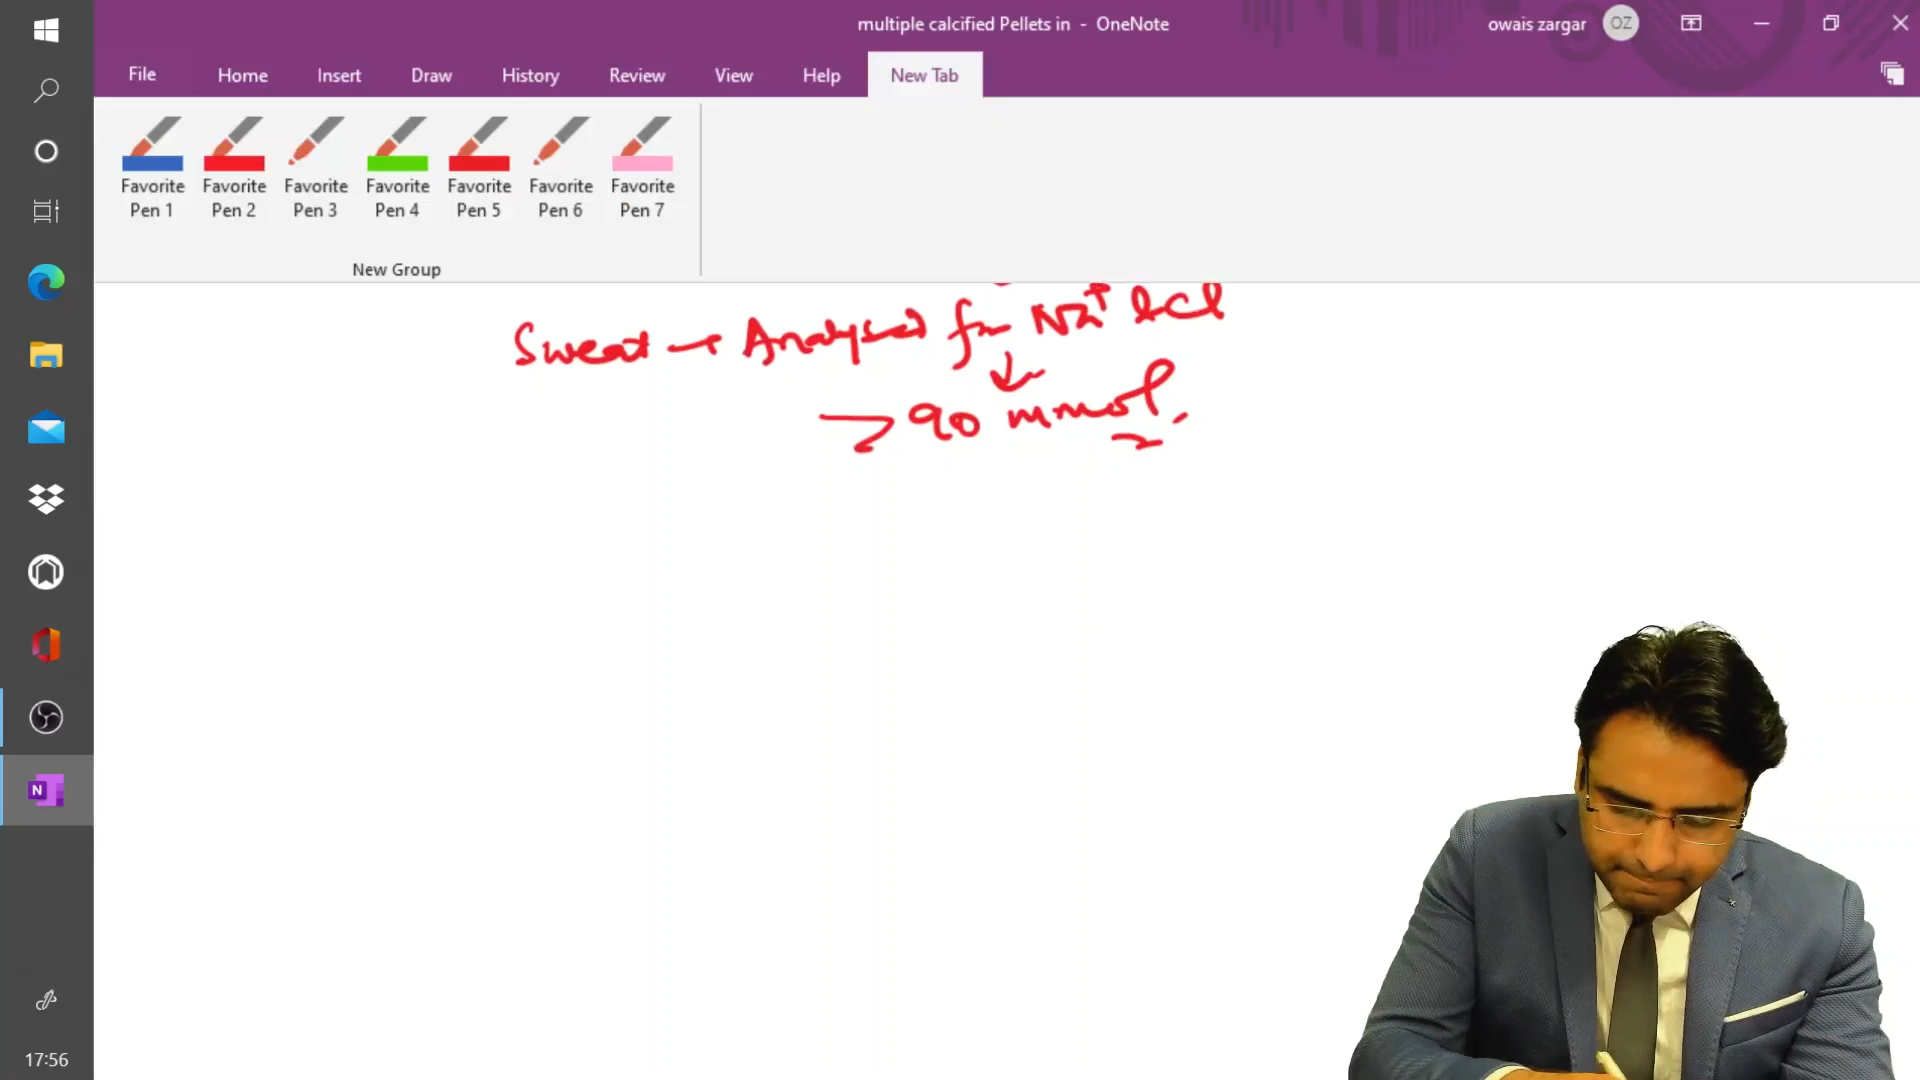 multiple calcified Pellets in - OneNote
owais zargar OZ
File Home Insert Draw History Review View Help New Tab
Favorite Pen 1
Favorite Pen 2
Favorite Pen 3
Favorite Pen 4
Favorite Pen 5
Favorite Pen 6
Favorite Pen 7
New Group
Sweat → Analysed for Na+ & Cl
> 90 mmol
N
17:56